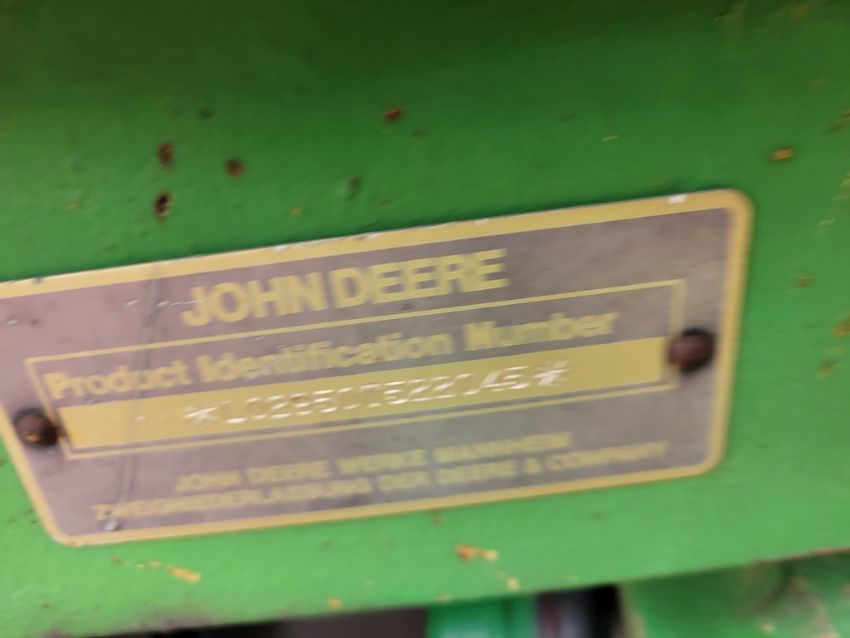 JOHN DEERE
Product Identification Number
JOHN DEERE WERKE MANNHEIM
ZWEIGNIEDERLASSUNG DER DEERE & COMPANY